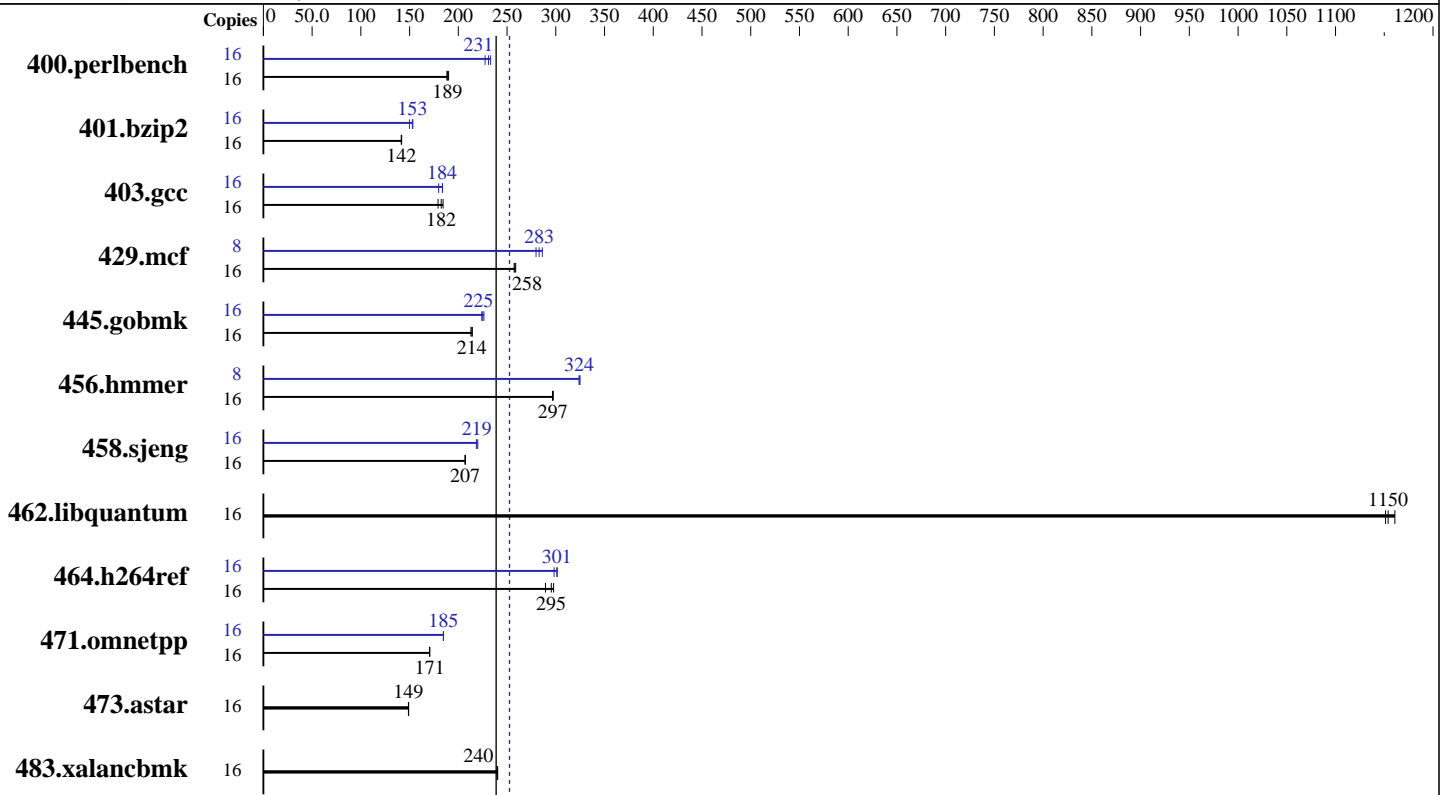 Copies 0 50.0 100 150 200 250 300 350 400 450 500 550 600 650 700 750 800 850 900 950 1000 1050 1100 1200
400.perlbench 16 231
16 189
401.bzip2 16 153
16 142
403.gcc 16 184
16 182
429.mcf 8 283
16 258
445.gobmk 16 225
16 214
456.hmmer 8 324
16 297
458.sjeng 16 219
16 207
462.libquantum 16 1150
464.h264ref 16 301
16 295
471.omnetpp 16 185
16 171
473.astar 16 149
483.xalancbmk 16 240